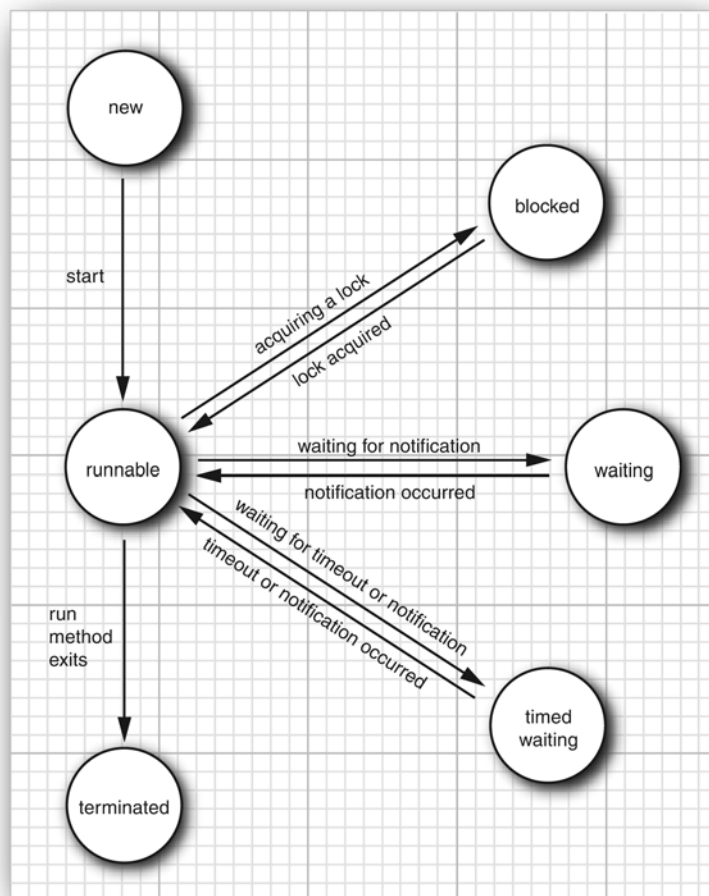 new
blocked
start
acquiring a lock
lock acquired
runnable
waiting for notification
notification occurred
waiting
waiting for timeout or notification
timeout or notification occurred
run
method
exits
timed
waiting
terminated